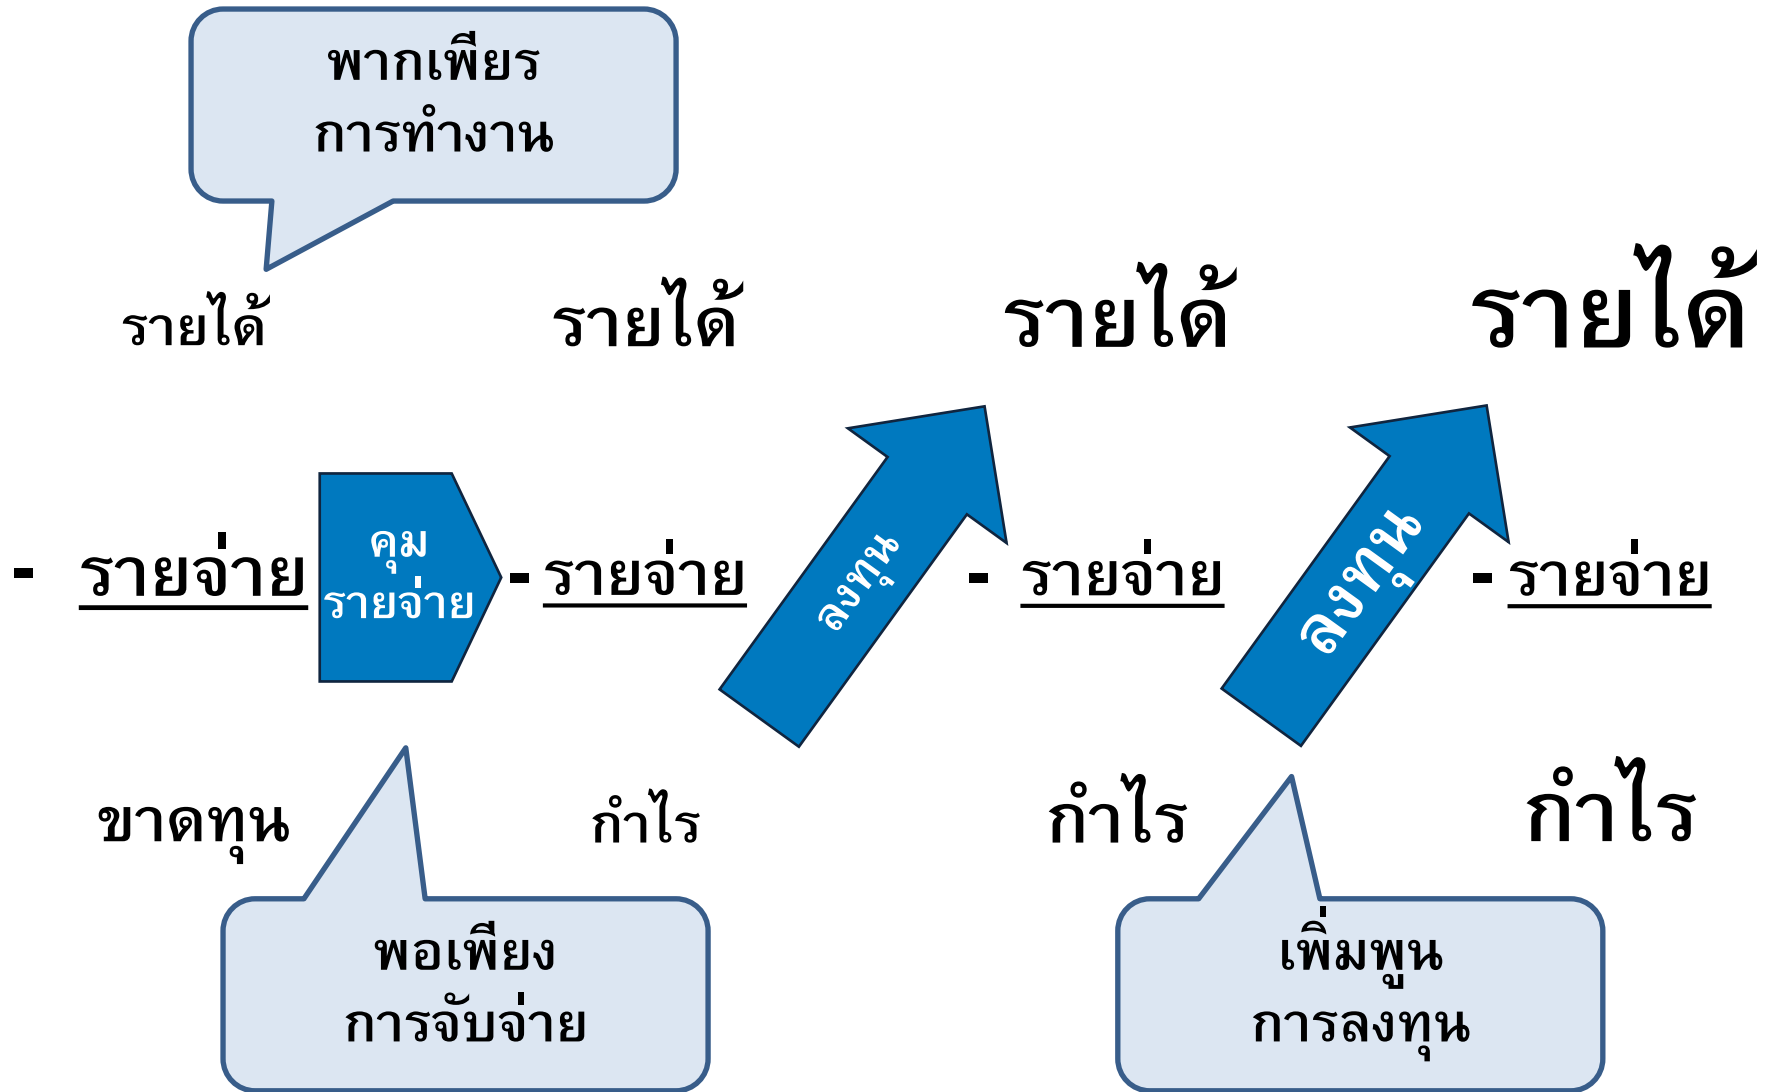 พากเพียร
การทำงาน
รายได้ รายได้ รายได้ รายได้
- รายจ่าย
คุม
รายจ่าย
- รายจ่าย
ลงทุน
- รายจ่าย
ลงทุน
- รายจ่าย
ขาดทุน กำไร กำไร กำไร
พอเพียง
การจับจ่าย
เพิ่มพูน
การลงทุน